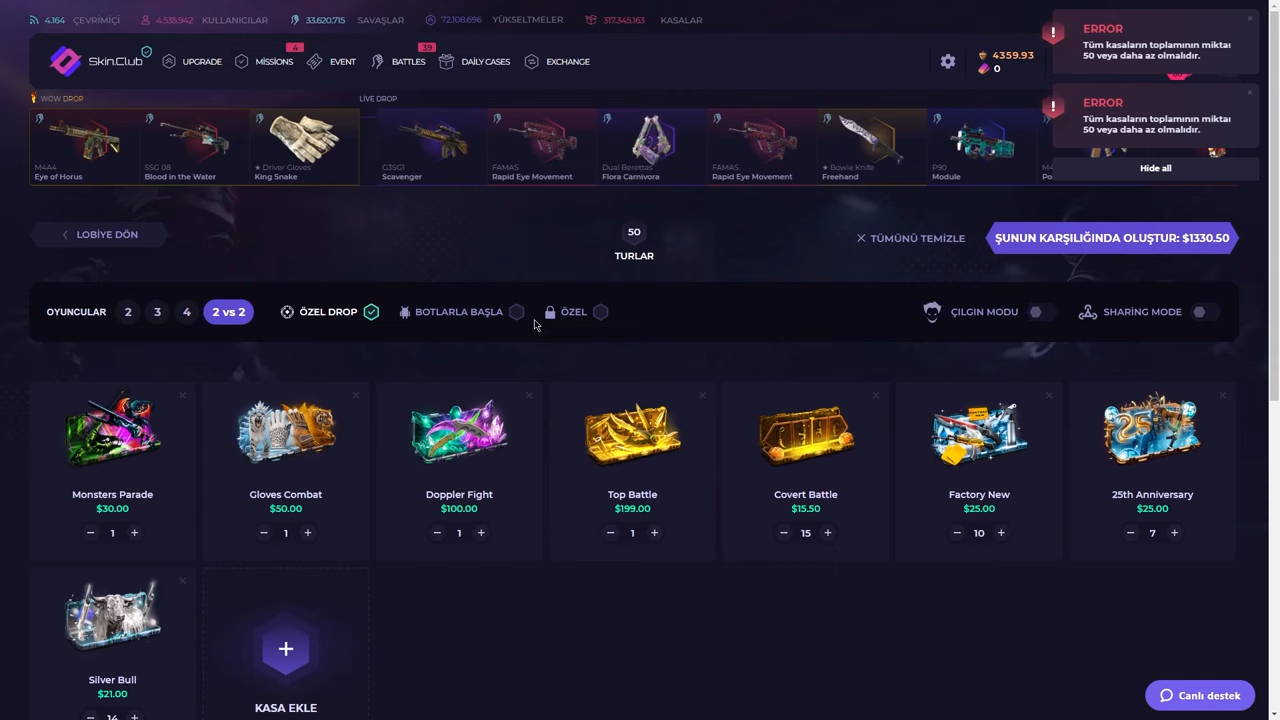 4.164 ÇEVRİMİÇİ 4.535.942 KULLANICILAR 33.620.715 SAVAŞLAR 72.108.696 YÜKSELTMELER 317.345.163 KASALAR
ERROR
Tüm kasaların toplamının miktarı
50 veya daha az olmalıdır.
Skin.Club UPGRADE 4 MISSIONS EVENT 39 BATTLES DAILY CASES EXCHANGE 4359.93
0
ERROR
Tüm kasaların toplamının miktarı
50 veya daha az olmalıdır.
Hide all
WOW DROP LİVE DROP
M4A4 SSG 08 ★ Driver Gloves G3SG1 FAMAS Dual Berettas FAMAS ★ Bowie Knife P90
Eye of Horus Blood in the Water King Snake Scavenger Rapid Eye Movement Flora Carnivora Rapid Eye Movement Freehand Module Po
LOBİYE DÖN 50 TÜMÜNÜ TEMİZLE ŞUNUN KARŞILIĞINDA OLUŞTUR: $1330.50
TURLAR
OYUNCULAR 2 3 4 2 vs 2 ÖZEL DROP BOTLARLA BAŞLA ÖZEL ÇILGIN MODU SHARİNG MODE
25
Monsters Parade Gloves Combat Doppler Fight Top Battle Covert Battle Factory New 25th Anniversary
$30.00 $50.00 $100.00 $199.00 $15.50 $25.00 $25.00
− 1 + − 1 + − 1 + − 1 + − 15 + − 10 + − 7 +
Silver Bull
$21.00
− 14 +
+
KASA EKLE
Canlı destek